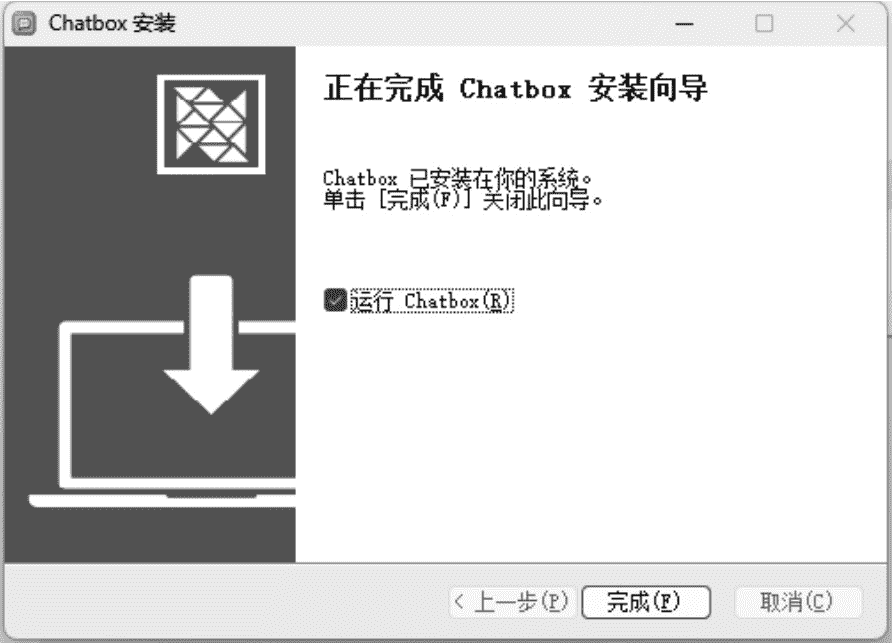 Chatbox 安装
正在完成 Chatbox 安装向导
Chatbox 已安装在你的系统。
单击 [完成(F)] 关闭此向导。
运行 Chatbox(R)
< 上一步(P)
完成(F)
取消(C)